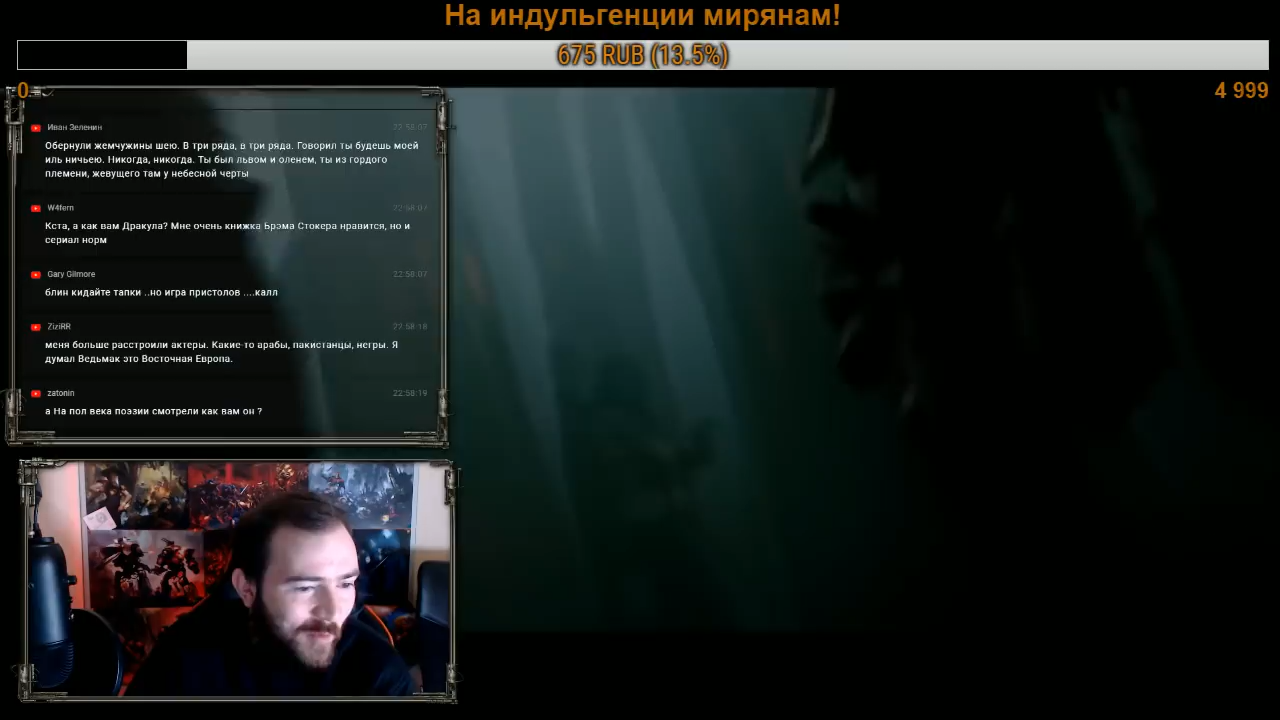 На индульгенции мирянам!
675 RUB (13.5%)
0
4 999
Иван Зеленин 22:58:07
Обернули жемчужины шею. В три ряда, в три ряда. Говорил ты будешь моей
иль ничьею. Никогда, никогда. Ты был львом и оленем, ты из гордого
племени, жевущего там у небесной черты
W4fern 22:58:07
Кста, а как вам Дракула? Мне очень книжка Брэма Стокера нравится, но и
сериал норм
Gary Gilmore 22:58:07
блин кидайте тапки ..но игра пристолов ....калл
ZiziRR 22:58:18
меня больше расстроили актеры. Какие-то арабы, пакистанцы, негры. Я
думал Ведьмак это Восточная Европа.
zatonin 22:58:19
а На пол века поэзии смотрели как вам он ?